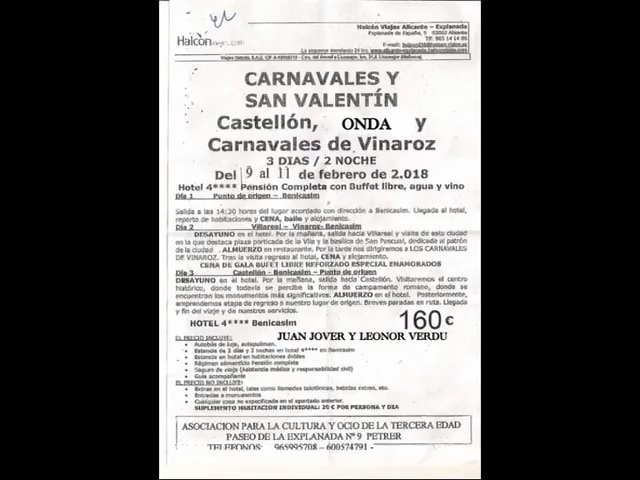 Halcón viajes.com
Halcón Viajes Alicante – Explanada
Explanada de España, 5 03002 Alicante
CARNAVALES Y
SAN VALENTÍN
Castellón, ONDA y
Carnavales de Vinaroz
3 DIAS / 2 NOCHE
Del 9 al 11 de febrero de 2.018
Hotel 4**** Pensión Completa con Buffet libre, agua y vino
Día 1 Punto de origen – Benicasim
Salida a las 14:30 hores del lugar acordado con dirección a Benicasim. Llegada al hotel,
reparto de habitaciones y CENA, baile y alojamiento.
Día 2 Villareal – Vinaroz- Benicasim
DESAYUNO en el hotel. Por la mañana, salida hacia Villareal y visita de este ciudad
en la que destaca plaza porticada de la Vila y la basílica de San Pascual, dedicada al patrón
de la ciudad. ALMUERZO en restaurante. Por la tarde nos dirigiremos a LOS CARNAVALES
DE VINAROZ. Tras la visita regreso al hotel, CENA y alojamiento.
CENA DE GALA BUFET LIBRE REFORZADO ESPECIAL ENAMORADOS
Día 3 Castellón - Benicasim – Punto de origen
DESAYUNO en el hotel. Por la mañana, salida hacia Castellón. Visitaremos el centro
histórico, donde todavía se percibe la forma de campamento romano, donde se
encuentran los monumentos más significativos. ALMUERZO en el hotel. Posteriormente,
emprendemos etapa de regreso a nuestro lugar de origen. Breves paradas en ruta. Llegada
y fin del viaje y de nuestros servicios.
HOTEL 4**** Benicasim 160 €
JUAN JOVER Y LEONOR VERDU
EL PRECIO INCLUYE:
Autobús de lujo, autopullman.
Estancia de 3 días y 2 noches en hotel 4**** en Benicasim
Estancia en hotel en habitaciones dobles
Régimen alimenticio Pensión completa
Seguro de viaje (Asistencia médica y responsabilidad civil)
Guía acompañante
EL PRECIO NO INCLUYE:
Extras en el hotel, tales como llamadas telefónicas, bebidas extras, etc.
Entradas a monumentos
Cualquier cosa no especificada en el apartado anterior.
SUPLEMENTO HABITACION INDIVIDUAL: 20 € POR PERSONA Y DIA
ASOCIACION PARA LA CULTURA Y OCIO DE LA TERCERA EDAD
PASEO DE LA EXPLANADA Nº 9 PETRER
TELEFONOS: 965995708 – 600574791 -